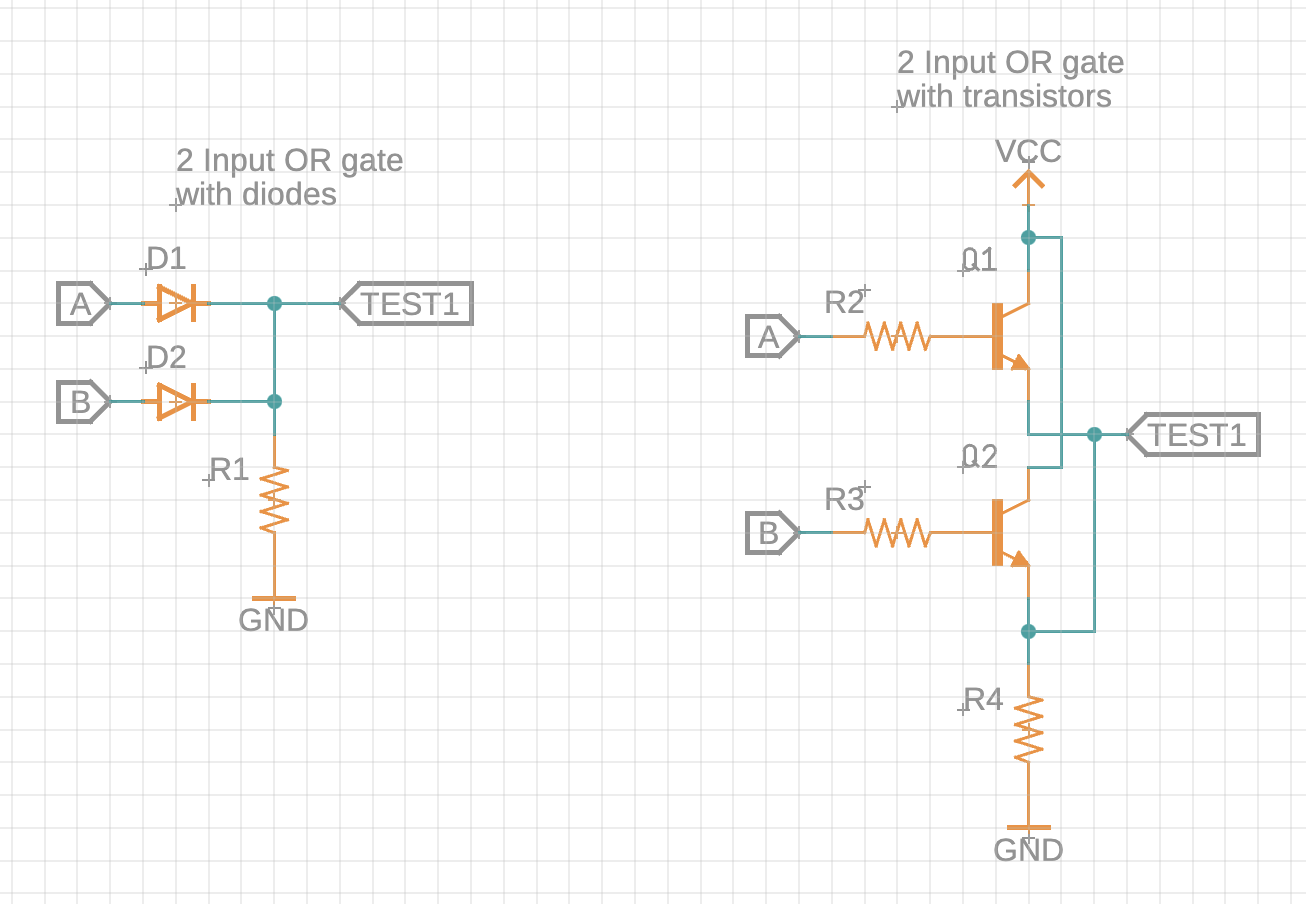 2 Input OR gate
with diodes
D1
A
TEST1
D2
B
R1
GND
2 Input OR gate
with transistors
VCC
Q1
R2
A
TEST1
Q2
R3
B
R4
GND